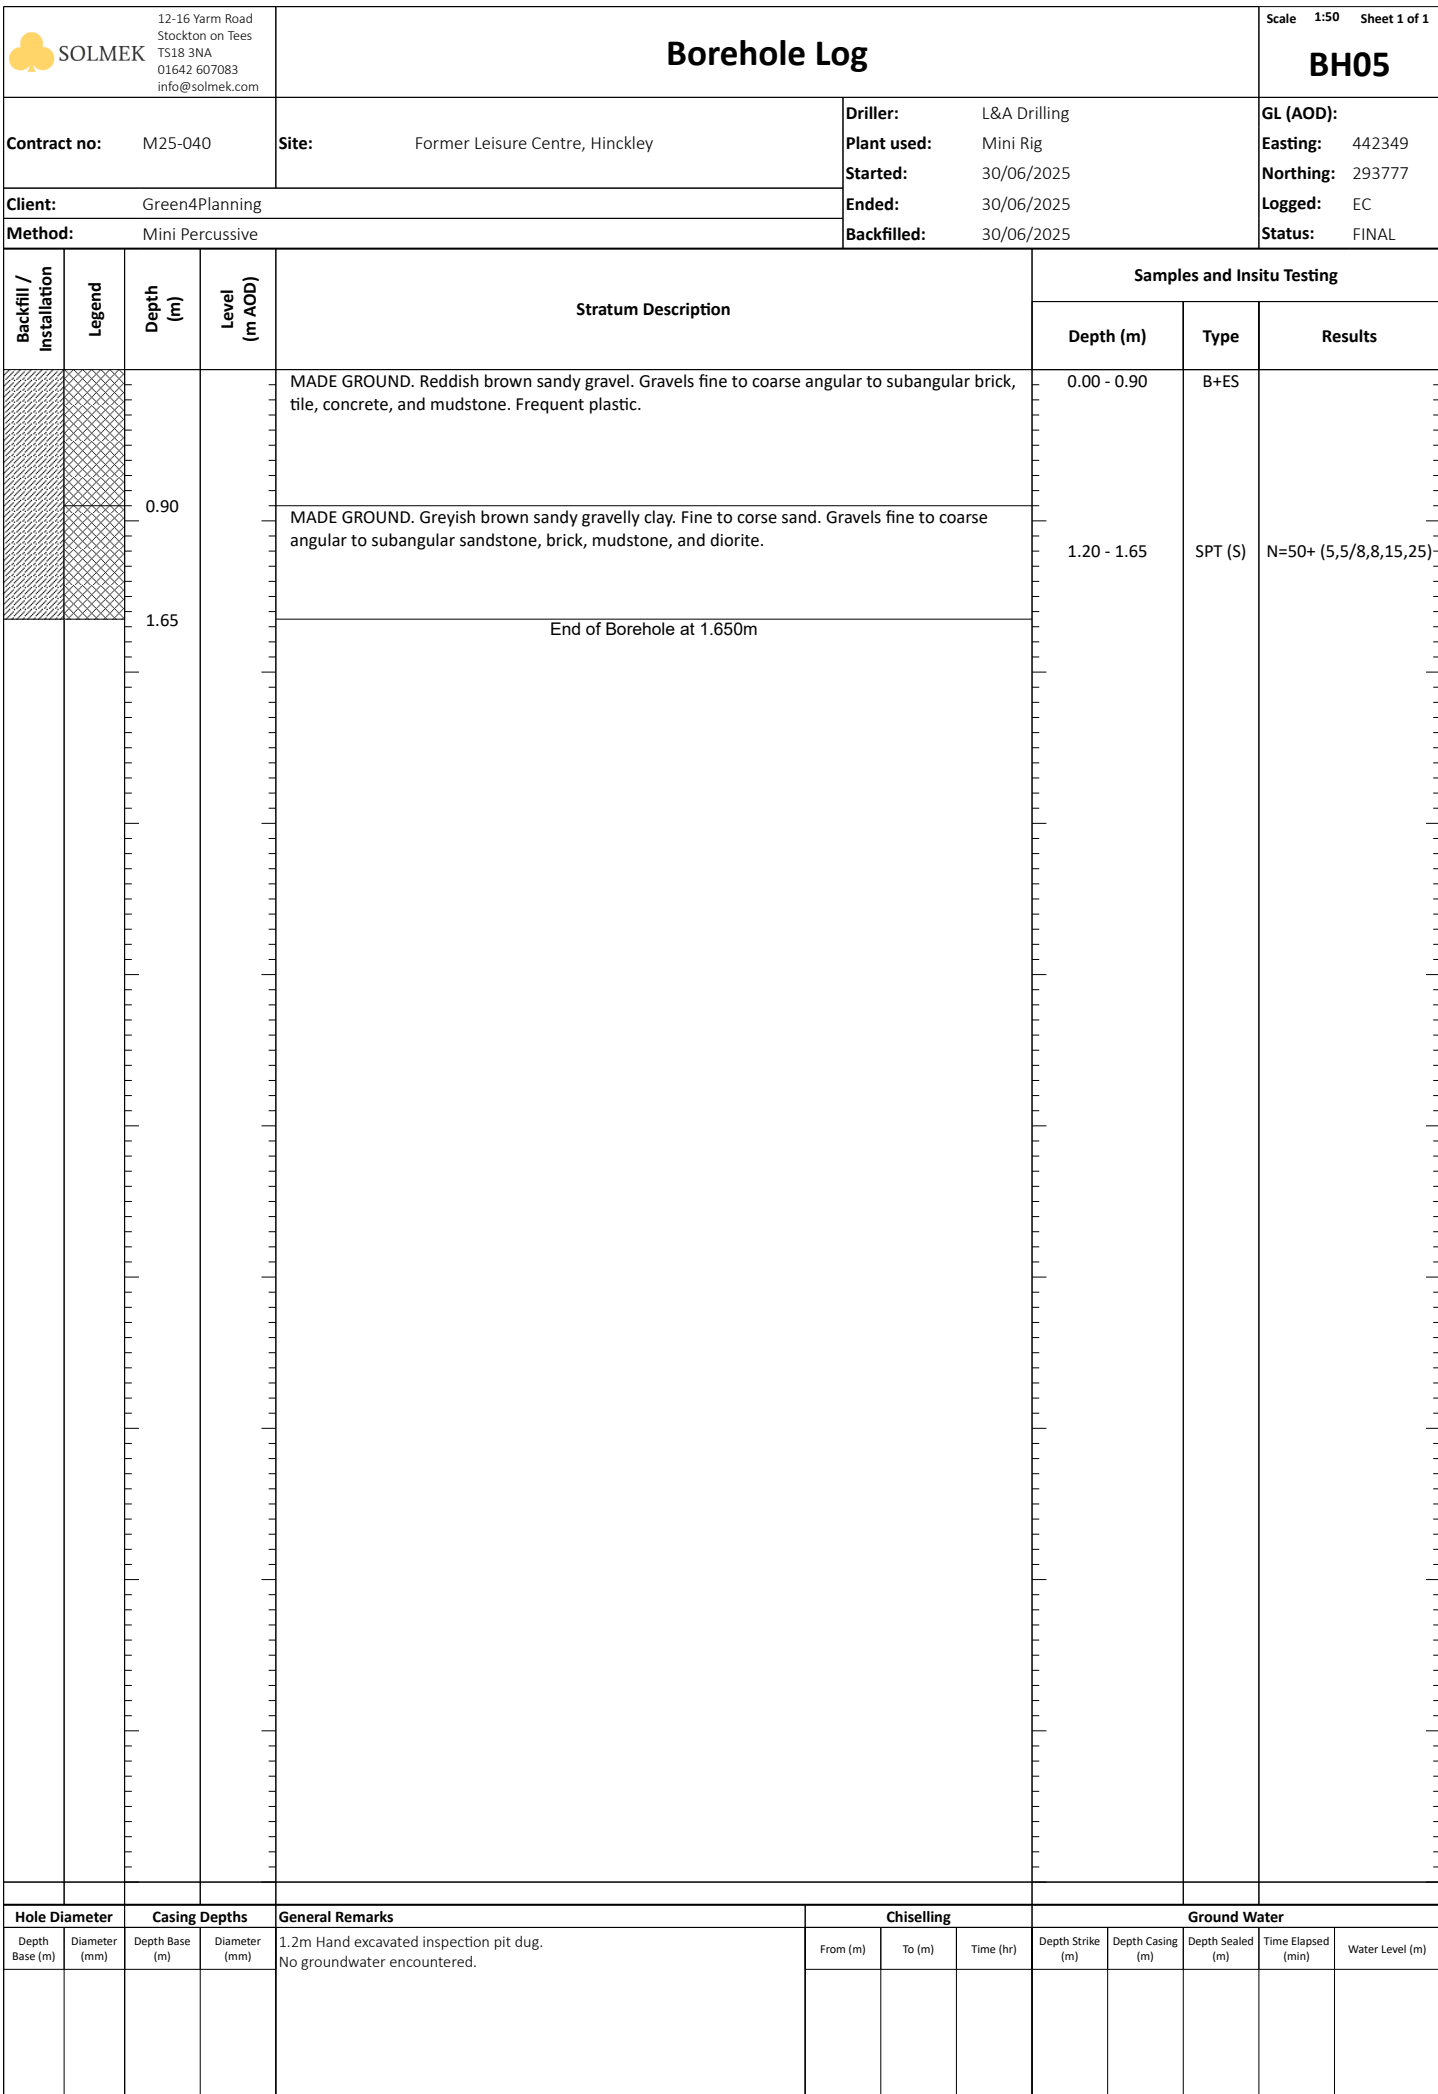 SOLMEK
12-16 Yarm Road
Stockton on Tees
TS18 3NA
01642 607083
info@solmek.com
Borehole Log
Scale 1:50 Sheet 1 of 1
BH05
Contract no: M25-040
Site: Former Leisure Centre, Hinckley
Client: Green4Planning
Method: Mini Percussive
Driller: L&A Drilling
Plant used: Mini Rig
Started: 30/06/2025
Ended: 30/06/2025
Backfilled: 30/06/2025
GL (AOD):
Easting: 442349
Northing: 293777
Logged: EC
Status: FINAL
Backfill /
Installation
Legend
Depth
(m)
Level
(m AOD)
Stratum Description
Samples and Insitu Testing
Depth (m) Type Results
MADE GROUND. Reddish brown sandy gravel. Gravels fine to coarse angular to subangular brick,
tile, concrete, and mudstone. Frequent plastic.
0.00 - 0.90 B+ES
0.90
MADE GROUND. Greyish brown sandy gravelly clay. Fine to corse sand. Gravels fine to coarse
angular to subangular sandstone, brick, mudstone, and diorite.
1.20 - 1.65 SPT (S) N=50+ (5,5/8,8,15,25)
1.65
End of Borehole at 1.650m
Hole Diameter
Depth
Base (m)
Diameter
(mm)
Casing Depths
Depth Base
(m)
Diameter
(mm)
General Remarks
1.2m Hand excavated inspection pit dug.
No groundwater encountered.
Chiselling
From (m) To (m) Time (hr)
Ground Water
Depth Strike
(m)
Depth Casing
(m)
Depth Sealed
(m)
Time Elapsed
(min)
Water Level (m)